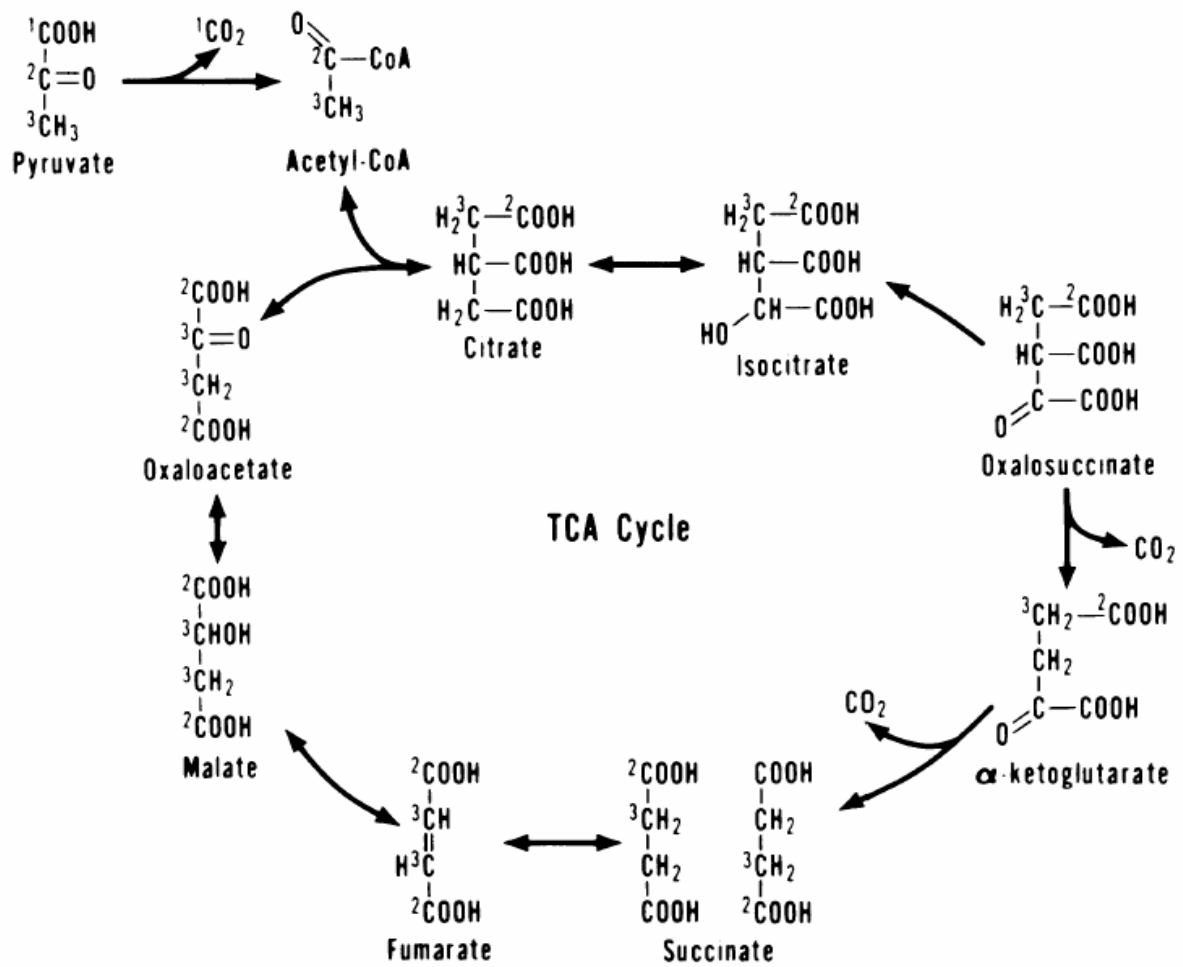 ¹COOH
²C=O
³CH₃
Pyruvate
¹CO₂
O
²C—CoA
³CH₃
Acetyl-CoA
H₂³C—²COOH
HC—COOH
H₂C—COOH
Citrate
H₂³C—²COOH
HC—COOH
HO CH—COOH
Isocitrate
H₂³C—²COOH
HC—COOH
O C—COOH
Oxalosuccinate
CO₂
³CH₂—²COOH
CH₂
O C—COOH
α-ketoglutarate
CO₂
²COOH
³CH₂
CH₂
COOH
COOH
CH₂
³CH₂
²COOH
Succinate
²COOH
³CH
H³C
²COOH
Fumarate
²COOH
³CHOH
³CH₂
²COOH
Malate
²COOH
³C=O
³CH₂
²COOH
Oxaloacetate
TCA Cycle